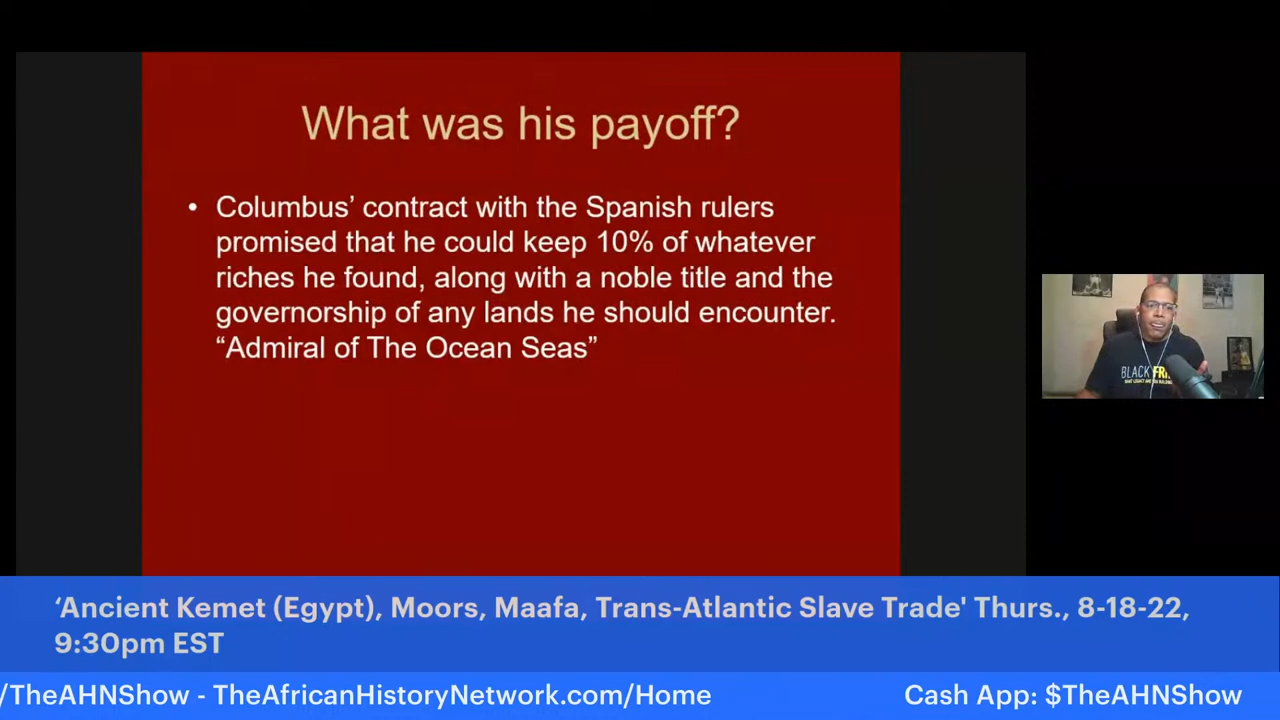 What was his payoff?
• Columbus’ contract with the Spanish rulers
promised that he could keep 10% of whatever
riches he found, along with a noble title and the
governorship of any lands he should encounter.
“Admiral of The Ocean Seas”
BLACK
‘Ancient Kemet (Egypt), Moors, Maafa, Trans-Atlantic Slave Trade' Thurs., 8-18-22,
9:30pm EST
/TheAHNShow - TheAfricanHistoryNetwork.com/Home
Cash App: $TheAHNShow